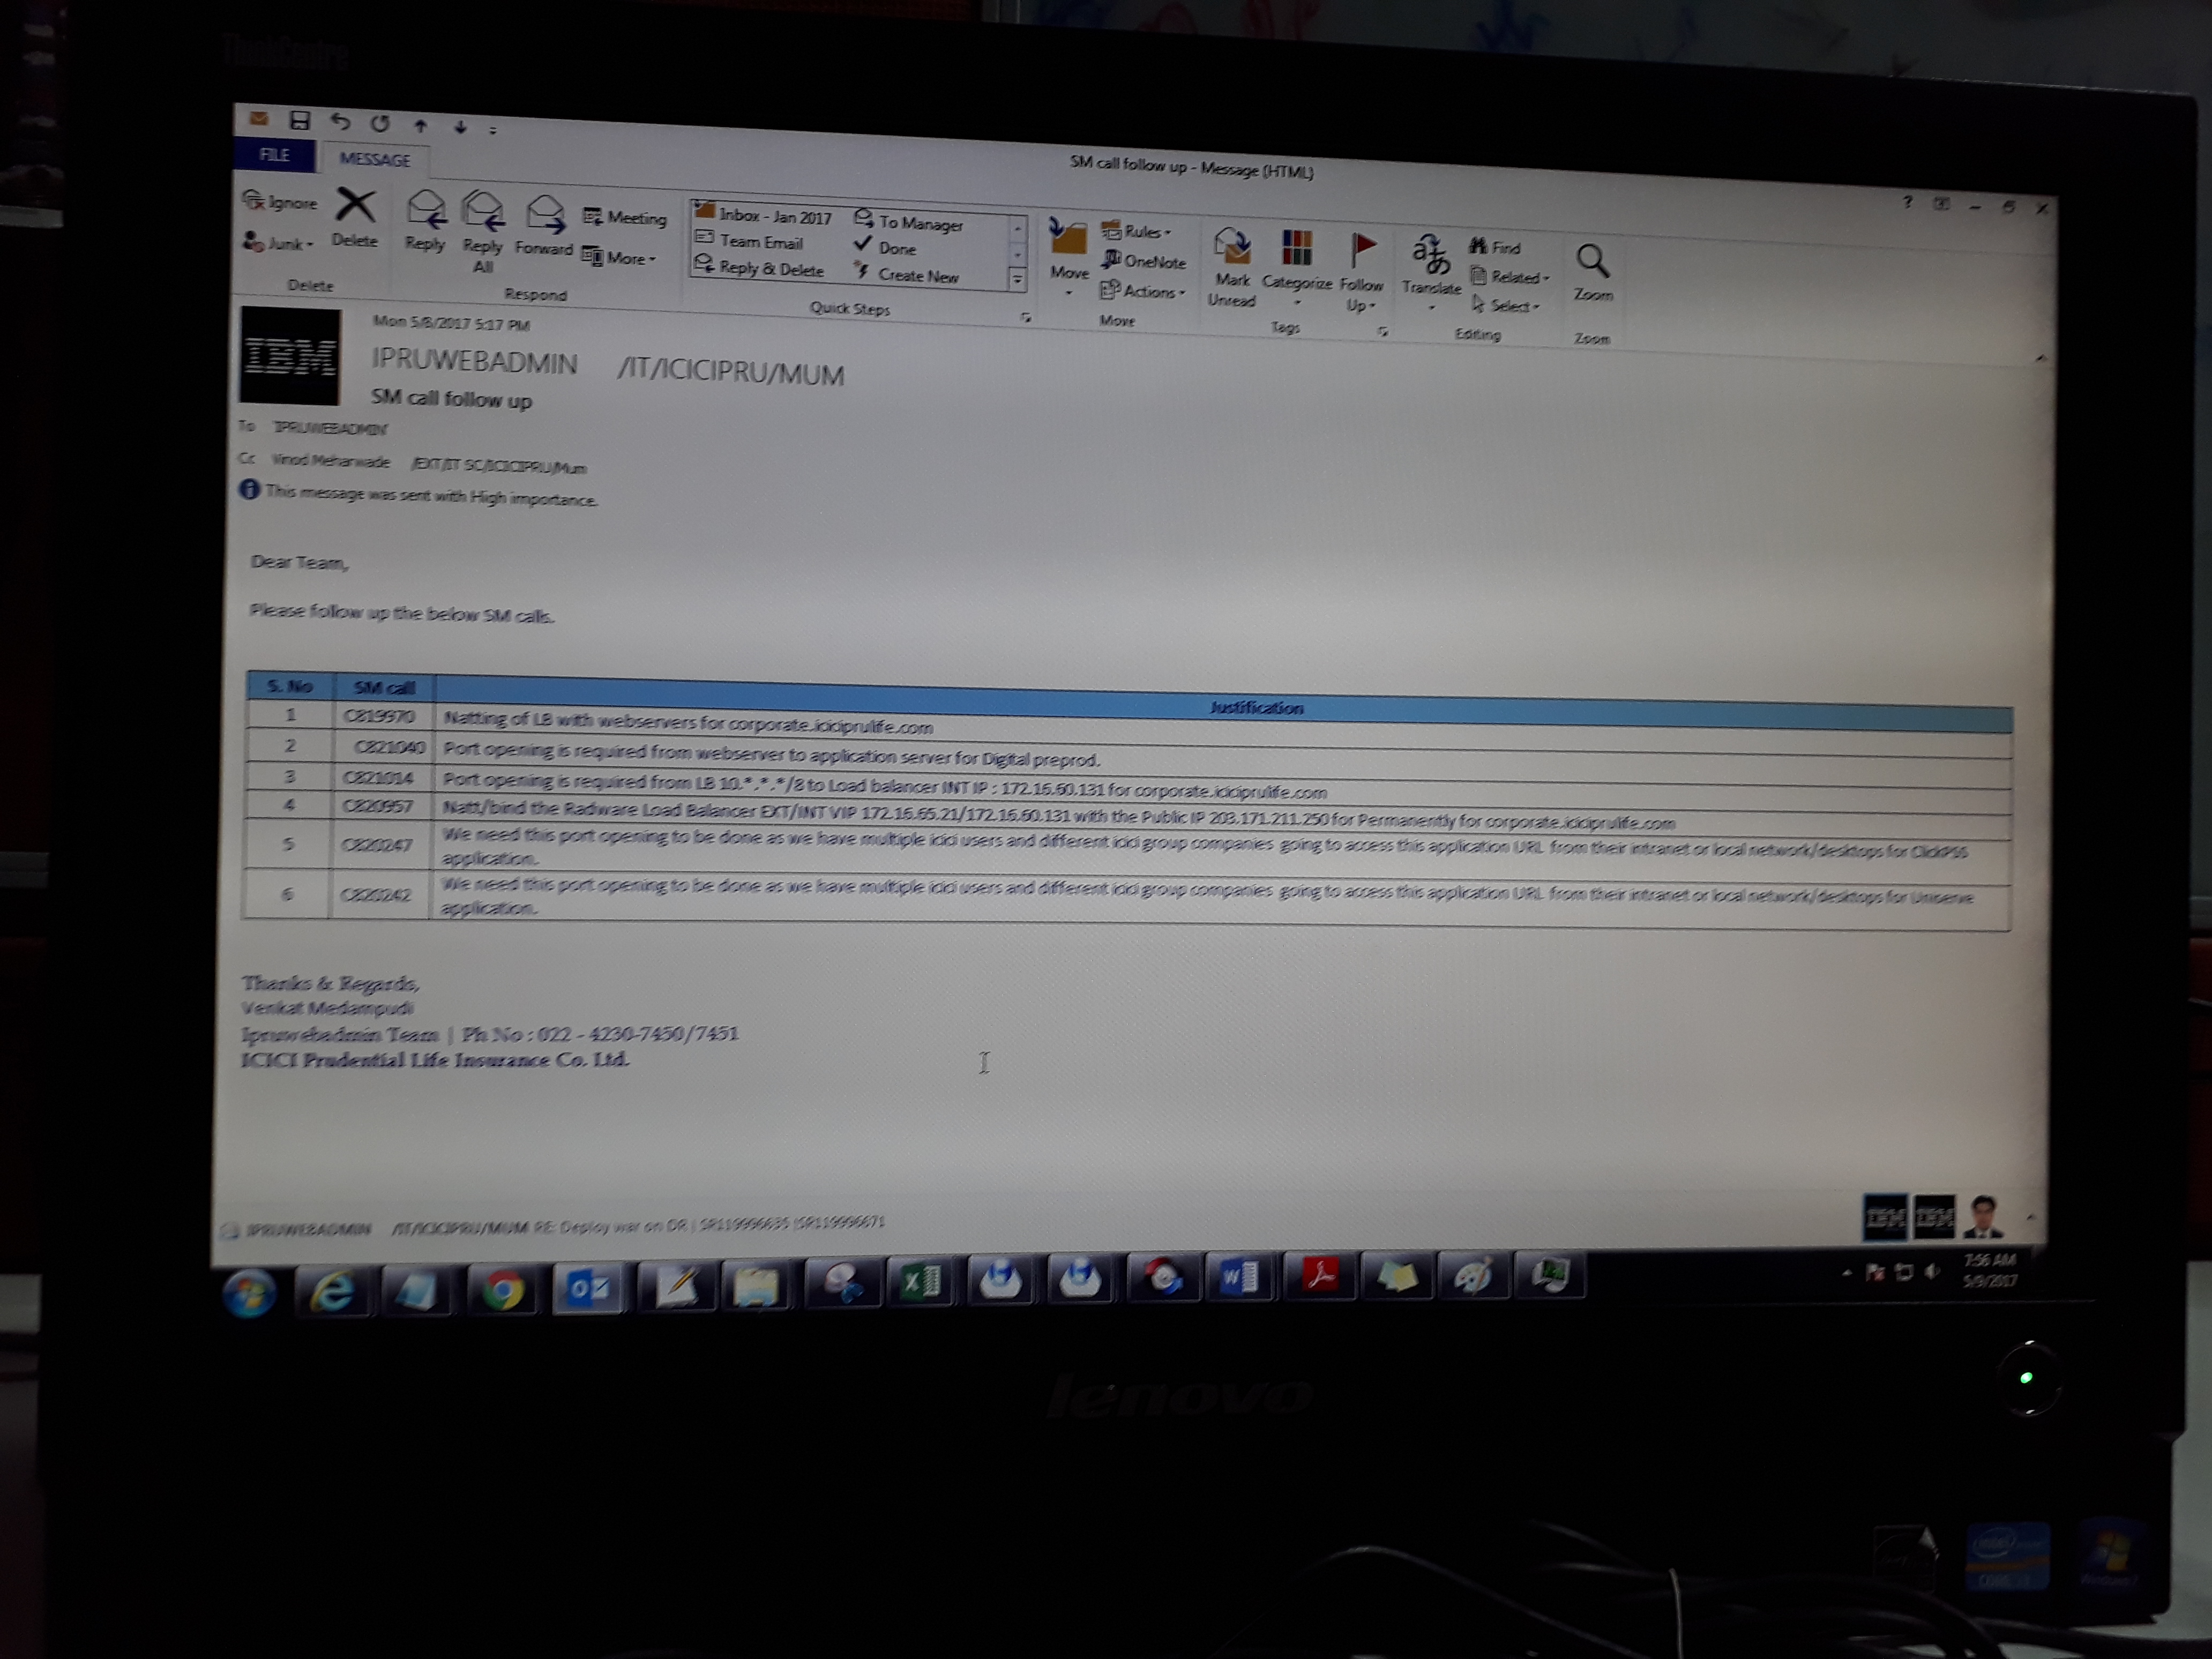 ThinkCentre
SM call follow up - Message (HTML)
FILE
MESSAGE
Ignore
Junk
Delete
Reply
Reply All
Forward
Meeting
More
Inbox - Jan 2017
To Manager
Team Email
Done
Reply & Delete
Create New
Move
Rules
OneNote
Actions
Mark Unread
Categorize
Follow Up
Translate
Find
Related
Select
Zoom
Delete
Respond
Quick Steps
Move
Tags
Editing
Zoom
IBM
Mon 5/8/2017 5:17 PM
IPRUWEBADMIN /IT/ICICIPRU/MUM
SM call follow up
To 'IPRUWEBADMIN'
Cc Vinod Meharwade /EXT/IT SC/ICICIPRU/Mum
This message was sent with High importance.
Dear Team,
Please follow up the below SM calls.
S. No SM call Justification
1 C819970 Natting of LB with webservers for corporate.iciciprulife.com
2 C821040 Port opening is required from webserver to application server for Digital preprod.
3 C821014 Port opening is required from LB 10.*.*.*/8 to Load balancer INT IP : 172.16.60.131 for corporate.iciciprulife.com
4 C820957 Natt/bind the Radware Load Balancer EXT/INT VIP 172.16.65.21/172.16.60.131 with the Public IP 203.171.211.250 for Permanently for corporate.iciciprulife.com
5 C820247 We need this port opening to be done as we have multiple icici users and different icici group companies going to access this application URL from their intranet or local network/desktops for ClickPSS
application.
6 C820242 We need this port opening to be done as we have multiple icici users and different icici group companies going to access this application URL from their intranet or local network/desktops for Uniserve
application.
Thanks & Regards,
Venkat Medampudi
Ipruwebadmin Team | Ph No : 022 - 4230-7450/7451
ICICI Prudential Life Insurance Co. Ltd.
IPRUWEBADMIN /IT/ICICIPRU/MUM RE: Deploy war on DR | SR119996635 SR119996671
IBM
IBM
7:56 AM
5/9/2017
lenovo
intel
CORE i3
Windows 7